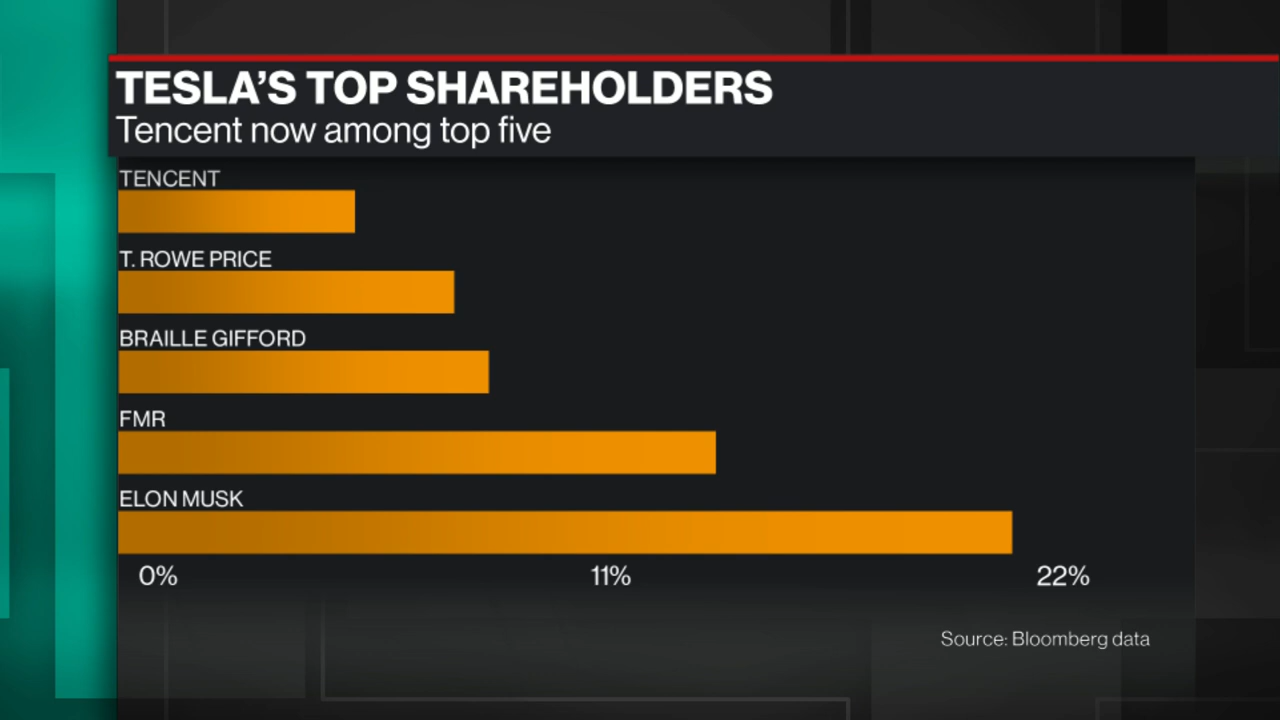 TESLA’S TOP SHAREHOLDERS
Tencent now among top five
TENCENT
T. ROWE PRICE
BRAILLE GIFFORD
FMR
ELON MUSK
0% 11% 22%
Source: Bloomberg data